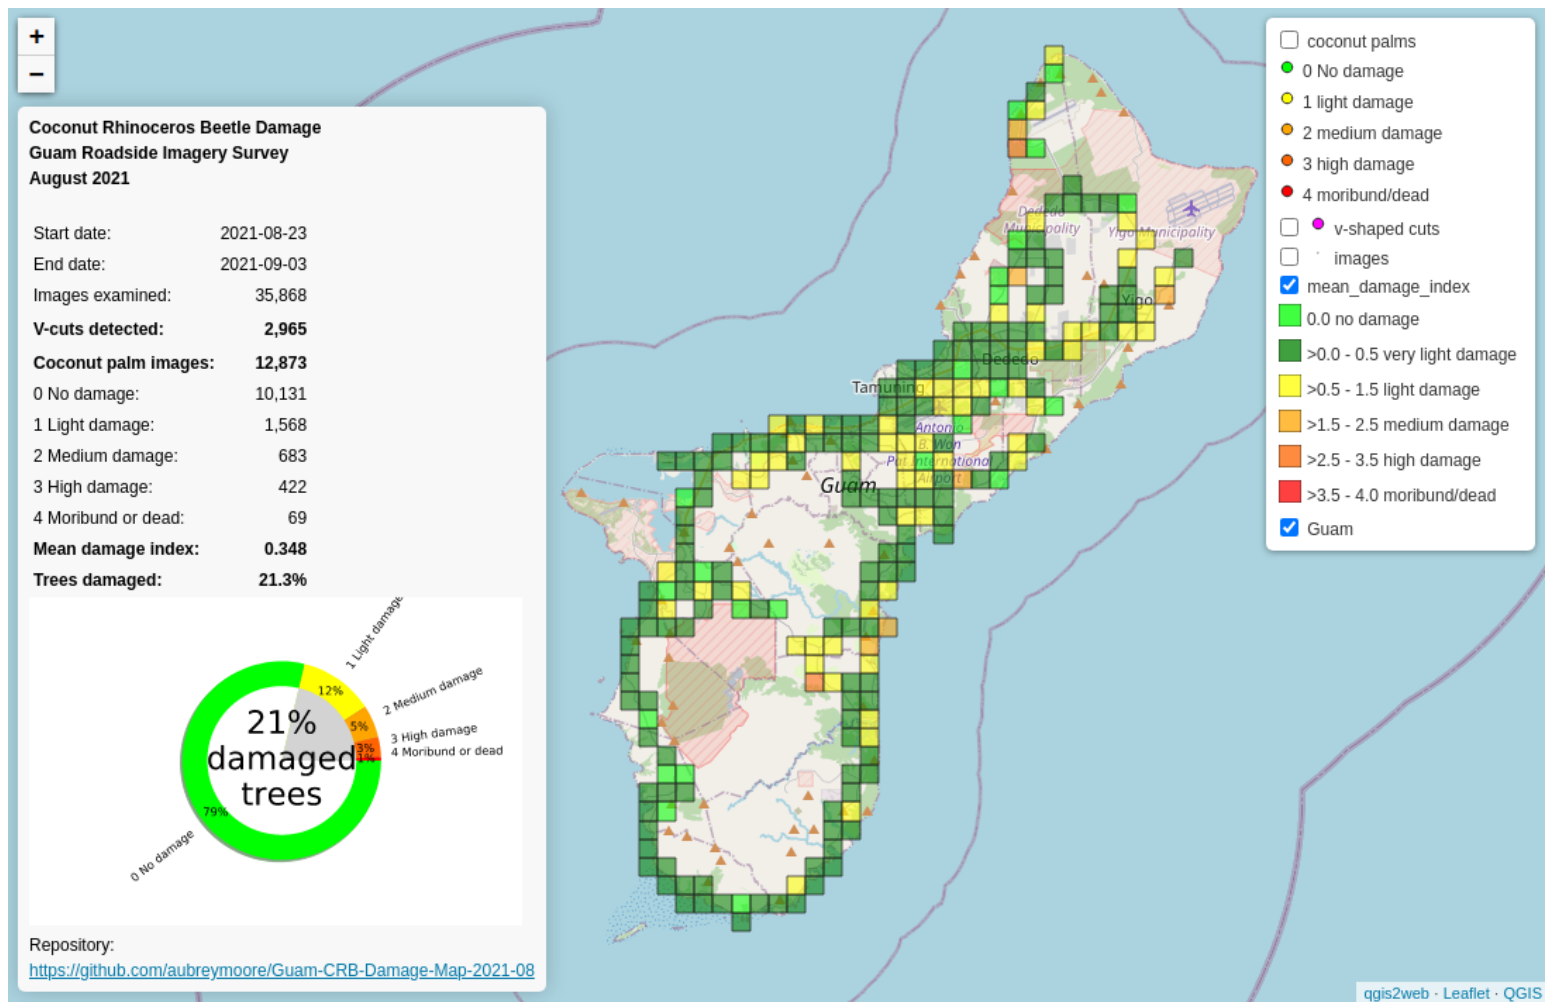 +
−
Coconut Rhinoceros Beetle Damage
Guam Roadside Imagery Survey
August 2021
Start date: 2021-08-23
End date: 2021-09-03
Images examined: 35,868
V-cuts detected: 2,965
Coconut palm images: 12,873
0 No damage: 10,131
1 Light damage: 1,568
2 Medium damage: 683
3 High damage: 422
4 Moribund or dead: 69
Mean damage index: 0.348
Trees damaged: 21.3%
1 Light damage
12%
2 Medium damage
5%
3 High damage
3%
4 Moribund or dead
1%
21%
damaged
trees
79%
0 No damage
Repository:
https://github.com/aubreymoore/Guam-CRB-Damage-Map-2021-08
Dededo
Municipality
Yigo Municipality
Yigo
Dededo
Tamuning
Antonio
B. Won
Pat International
Airport
Guam
coconut palms
0 No damage
1 light damage
2 medium damage
3 high damage
4 moribund/dead
v-shaped cuts
images
mean_damage_index
0.0 no damage
>0.0 - 0.5 very light damage
>0.5 - 1.5 light damage
>1.5 - 2.5 medium damage
>2.5 - 3.5 high damage
>3.5 - 4.0 moribund/dead
Guam
qgis2web · Leaflet · QGIS